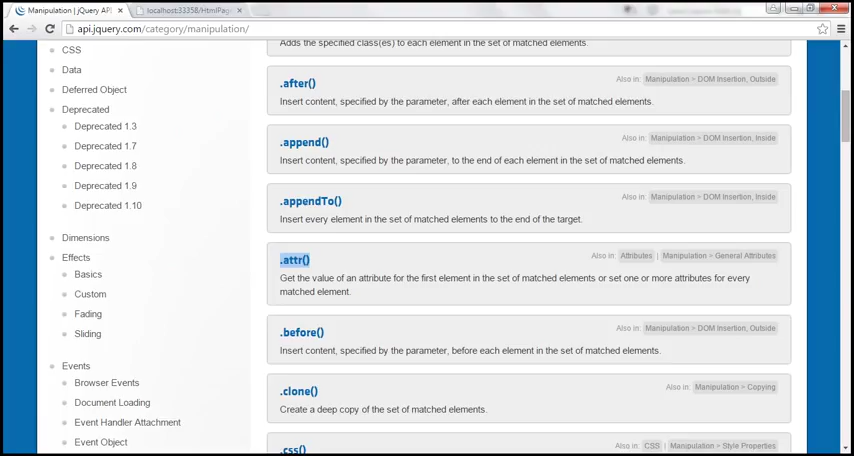 Manipulation | jQuery API
localhost:33358/HtmlPage
api.jquery.com/category/manipulation/
CSS
Data
Deferred Object
Deprecated
Deprecated 1.3
Deprecated 1.7
Deprecated 1.8
Deprecated 1.9
Deprecated 1.10
Dimensions
Effects
Basics
Custom
Fading
Sliding
Events
Browser Events
Document Loading
Event Handler Attachment
Event Object
Adds the specified class(es) to each element in the set of matched elements.
.after()
Also in: Manipulation > DOM Insertion, Outside
Insert content, specified by the parameter, after each element in the set of matched elements.
.append()
Also in: Manipulation > DOM Insertion, Inside
Insert content, specified by the parameter, to the end of each element in the set of matched elements.
.appendTo()
Also in: Manipulation > DOM Insertion, Inside
Insert every element in the set of matched elements to the end of the target.
.attr()
Also in: Attributes | Manipulation > General Attributes
Get the value of an attribute for the first element in the set of matched elements or set one or more attributes for every
matched element.
.before()
Also in: Manipulation > DOM Insertion, Outside
Insert content, specified by the parameter, before each element in the set of matched elements.
.clone()
Also in: Manipulation > Copying
Create a deep copy of the set of matched elements.
.css()
Also in: CSS | Manipulation > Style Properties